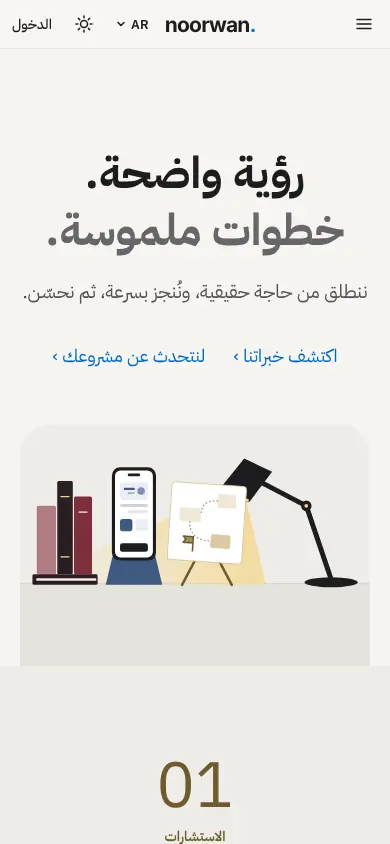 noorwan.
AR
الدخول
رؤية واضحة.
خطوات ملموسة.
ننطلق من حاجة حقيقية، ونُنجز بسرعة، ثم نحسّن.
اكتشف خبراتنا ›
لنتحدث عن مشروعك ›
01
الاستشارات